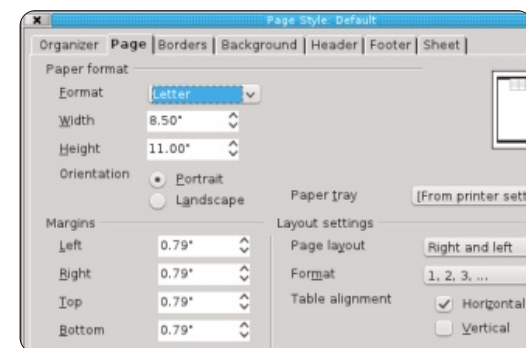 Page Style: Default
Organizer Page Borders Background Header Footer Sheet
Paper format
Format Letter
Width 8.50"
Height 11.00"
Orientation Portrait
Landscape
Paper tray [From printer sett
Margins
Layout settings
Left 0.79"
Page layout Right and left
Right 0.79"
Format 1, 2, 3, ...
Top 0.79"
Table alignment Horizontal
Bottom 0.79"
Vertical